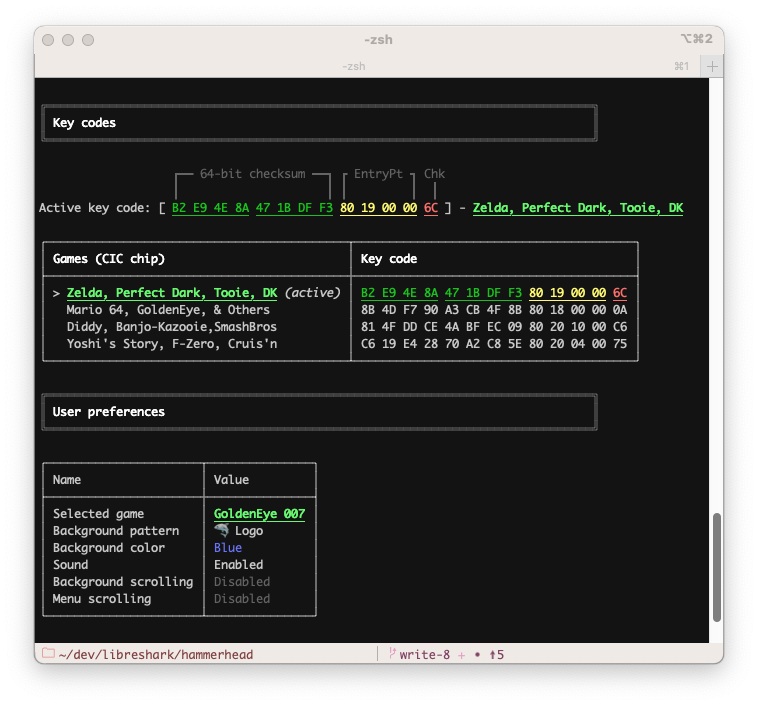 -zsh ⌥⌘2
-zsh ⌘1 +
Key codes
64-bit checksum EntryPt Chk
Active key code: [ B2 E9 4E 8A 47 1B DF F3 80 19 00 00 6C ] - Zelda, Perfect Dark, Tooie, DK
Games (CIC chip) Key code
> Zelda, Perfect Dark, Tooie, DK (active) B2 E9 4E 8A 47 1B DF F3 80 19 00 00 6C
Mario 64, GoldenEye, & Others 8B 4D F7 90 A3 CB 4F 8B 80 18 00 00 0A
Diddy, Banjo-Kazooie,SmashBros 81 4F DD CE 4A BF EC 09 80 20 10 00 C6
Yoshi's Story, F-Zero, Cruis'n C6 19 E4 28 70 A2 C8 5E 80 20 04 00 75
User preferences
Name Value
Selected game GoldenEye 007
Background pattern 🦈 Logo
Background color Blue
Sound Enabled
Background scrolling Disabled
Menu scrolling Disabled
~/dev/libreshark/hammerhead write-8 + • ↑5